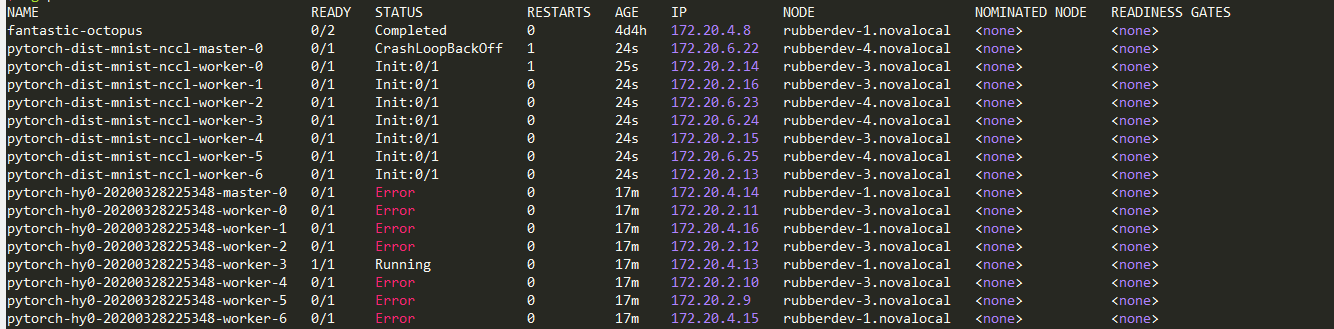 NAME READY STATUS RESTARTS AGE IP NODE NOMINATED NODE READINESS GATES
fantastic-octopus 0/2 Completed 0 4d4h 172.20.4.8 rubberdev-1.novalocal <none> <none>
pytorch-dist-mnist-nccl-master-0 0/1 CrashLoopBackOff 1 24s 172.20.6.22 rubberdev-4.novalocal <none> <none>
pytorch-dist-mnist-nccl-worker-0 0/1 Init:0/1 1 25s 172.20.2.14 rubberdev-3.novalocal <none> <none>
pytorch-dist-mnist-nccl-worker-1 0/1 Init:0/1 0 24s 172.20.2.16 rubberdev-3.novalocal <none> <none>
pytorch-dist-mnist-nccl-worker-2 0/1 Init:0/1 0 24s 172.20.6.23 rubberdev-4.novalocal <none> <none>
pytorch-dist-mnist-nccl-worker-3 0/1 Init:0/1 0 24s 172.20.6.24 rubberdev-4.novalocal <none> <none>
pytorch-dist-mnist-nccl-worker-4 0/1 Init:0/1 0 24s 172.20.2.15 rubberdev-3.novalocal <none> <none>
pytorch-dist-mnist-nccl-worker-5 0/1 Init:0/1 0 24s 172.20.6.25 rubberdev-4.novalocal <none> <none>
pytorch-dist-mnist-nccl-worker-6 0/1 Init:0/1 0 24s 172.20.2.13 rubberdev-3.novalocal <none> <none>
pytorch-hy0-20200328225348-master-0 0/1 Error 0 17m 172.20.4.14 rubberdev-1.novalocal <none> <none>
pytorch-hy0-20200328225348-worker-0 0/1 Error 0 17m 172.20.2.11 rubberdev-3.novalocal <none> <none>
pytorch-hy0-20200328225348-worker-1 0/1 Error 0 17m 172.20.4.16 rubberdev-1.novalocal <none> <none>
pytorch-hy0-20200328225348-worker-2 0/1 Error 0 17m 172.20.2.12 rubberdev-3.novalocal <none> <none>
pytorch-hy0-20200328225348-worker-3 1/1 Running 0 17m 172.20.4.13 rubberdev-1.novalocal <none> <none>
pytorch-hy0-20200328225348-worker-4 0/1 Error 0 17m 172.20.2.10 rubberdev-3.novalocal <none> <none>
pytorch-hy0-20200328225348-worker-5 0/1 Error 0 17m 172.20.2.9 rubberdev-3.novalocal <none> <none>
pytorch-hy0-20200328225348-worker-6 0/1 Error 0 17m 172.20.4.15 rubberdev-1.novalocal <none> <none>